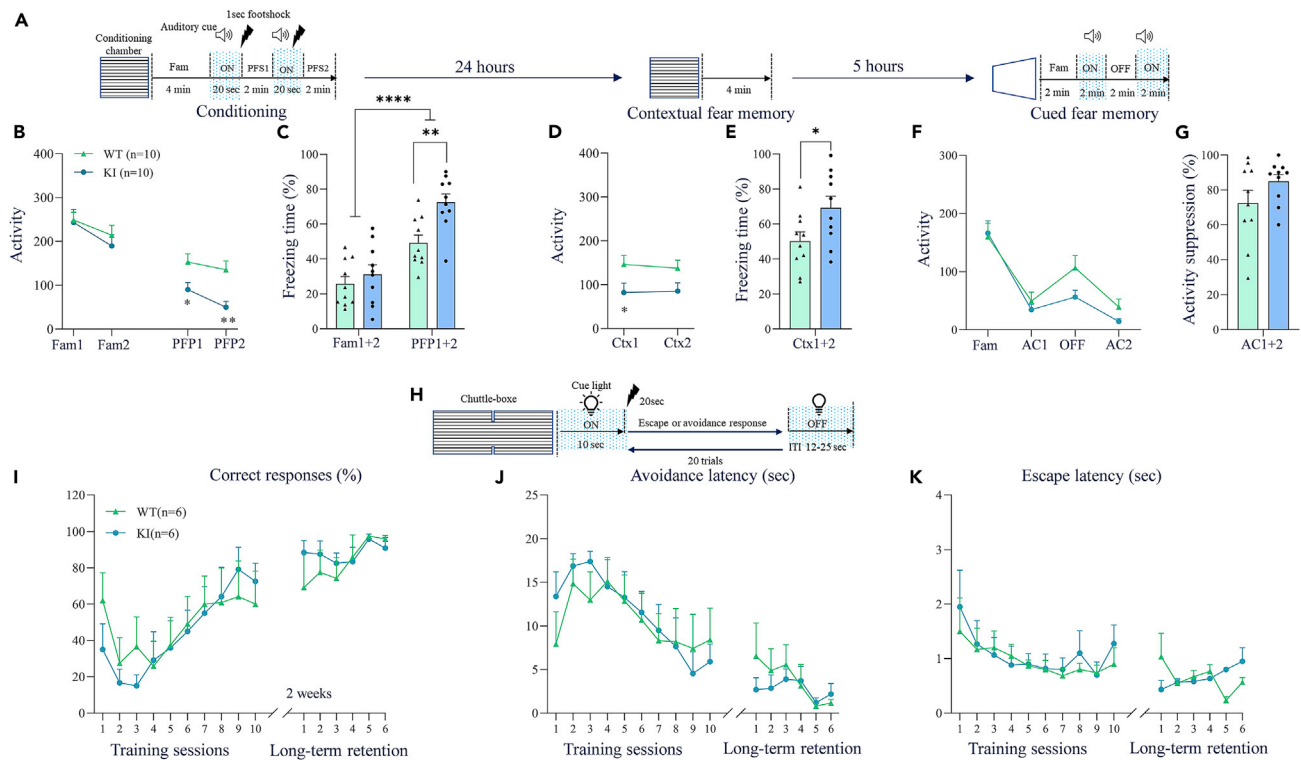 A
Conditioning
chamber
Auditory cue
1sec footshock
Fam
ON
PFS1
ON
PFS2
4 min
20 sec
2 min
20 sec
2 min
Conditioning
24 hours
4 min
Contextual fear memory
5 hours
Fam
ON
OFF
ON
2 min
2 min
2 min
2 min
Cued fear memory
B
400
300
200
100
0
Activity
WT (n=10)
KI (n=10)
*
**
Fam1
Fam2
PFP1
PFP2
C
****
**
100
80
60
40
20
0
Freezing time (%)
Fam1+2
PFP1+2
D
400
300
200
100
0
Activity
*
Ctx1
Ctx2
E
*
100
80
60
40
20
0
Freezing time (%)
Ctx1+2
F
300
200
100
0
Activity
Fam
AC1
OFF
AC2
G
100
80
60
40
20
0
Activity suppression (%)
AC1+2
H
Chuttle-boxe
Cue light
ON
10 sec
20sec
Escape or avoidance response
20 trials
OFF
ITI 12-25 sec
I
Correct responses (%)
120
100
80
60
40
20
0
WT(n=6)
KI(n=6)
2 weeks
1 2 3 4 5 6 7 8 9 10
1 2 3 4 5 6
Training sessions
Long-term retention
J
Avoidance latency (sec)
25
20
15
10
5
0
1 2 3 4 5 6 7 8 9 10
1 2 3 4 5 6
Training sessions
Long-term retention
K
Escape latency (sec)
4
3
2
1
0
1 2 3 4 5 6 7 8 9 10
1 2 3 4 5 6
Training sessions
Long-term retention